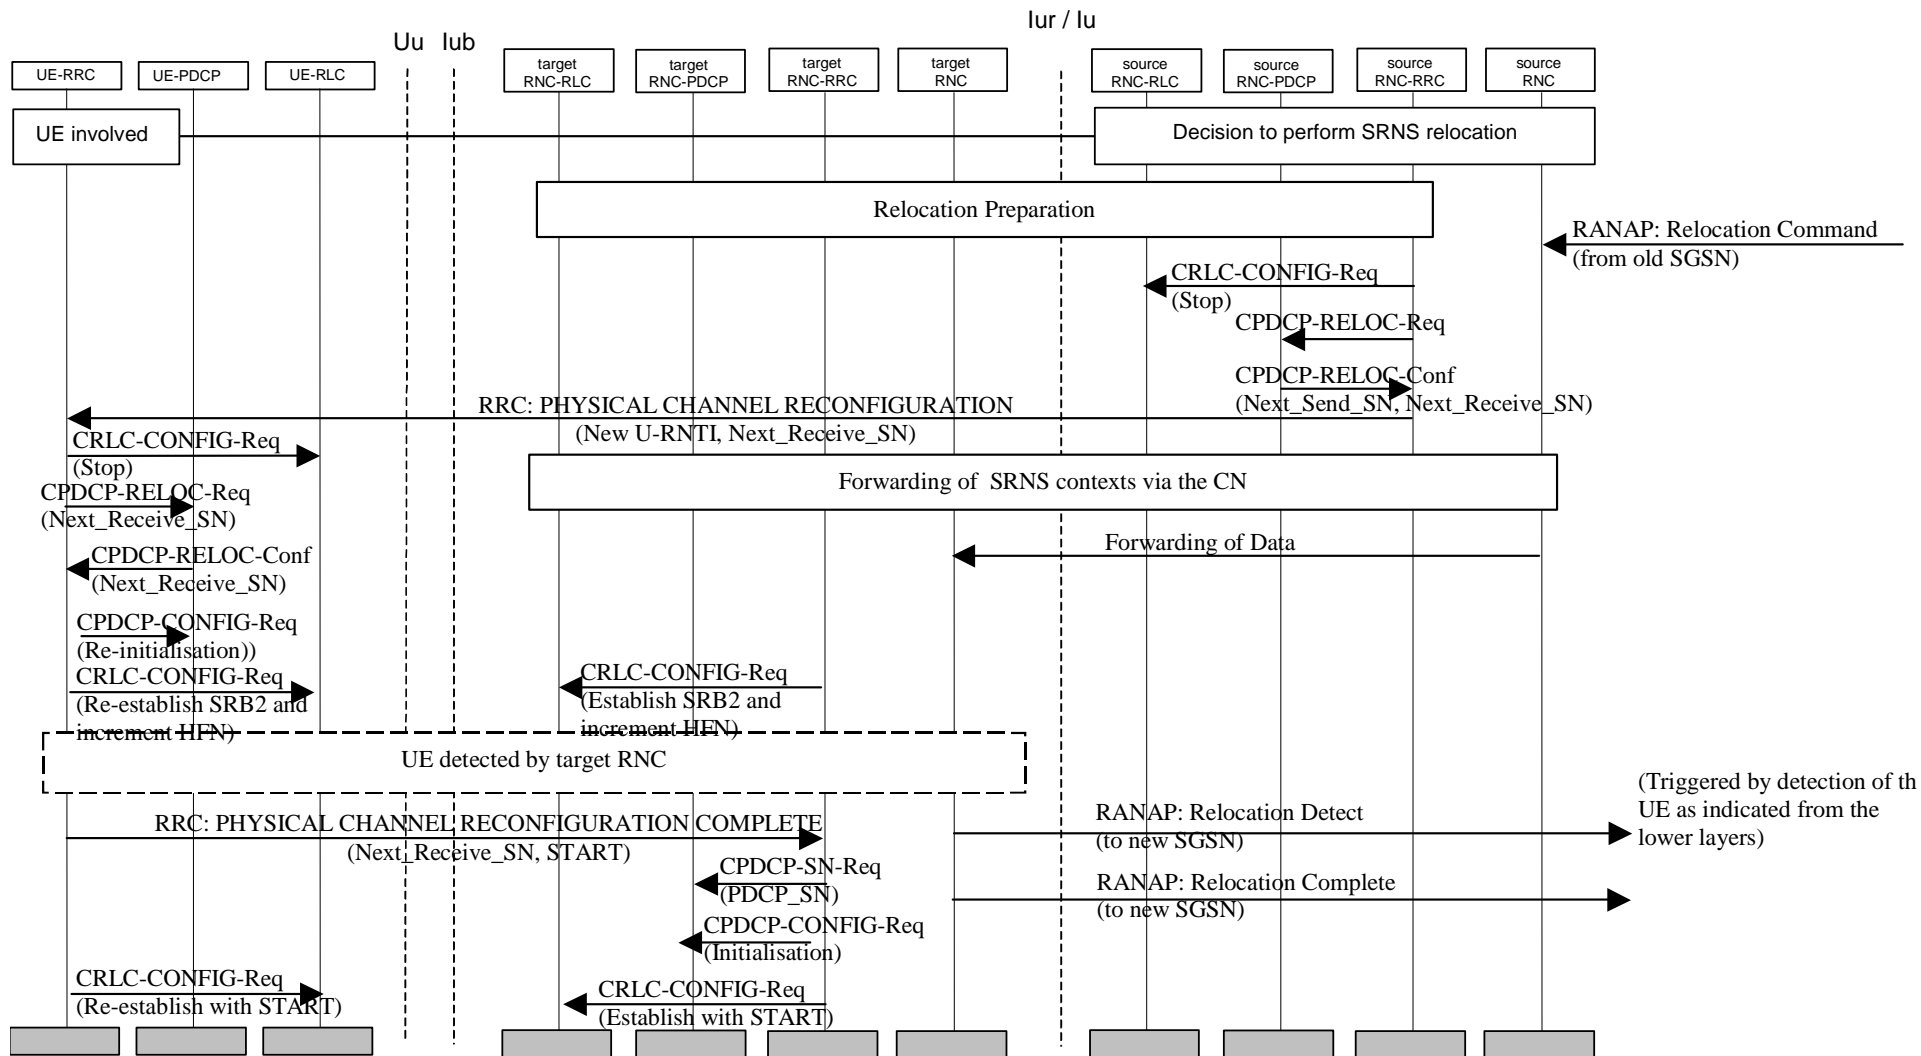 Iur / Iu
Uu
Iub
UE-RRC
UE-PDCP
UE-RLC
target
RNC-RLC
target
RNC-PDCP
target
RNC-RRC
target
RNC
source
RNC-RLC
source
RNC-PDCP
source
RNC-RRC
source
RNC
UE involved
Decision to perform SRNS relocation
Relocation Preparation
RANAP: Relocation Command
(from old SGSN)
CRLC-CONFIG-Req
(Stop)
CPDCP-RELOC-Req
CPDCP-RELOC-Conf
(Next_Send_SN, Next_Receive_SN)
RRC: PHYSICAL CHANNEL RECONFIGURATION
(New U-RNTI, Next_Receive_SN)
CRLC-CONFIG-Req
(Stop)
Forwarding of SRNS contexts via the CN
CPDCP-RELOC-Req
(Next_Receive_SN)
Forwarding of Data
CPDCP-RELOC-Conf
(Next_Receive_SN)
CPDCP-CONFIG-Req
(Re-initialisation))
CRLC-CONFIG-Req
(Re-establish SRB2 and
increment HFN)
CRLC-CONFIG-Req
(Establish SRB2 and
increment HFN)
UE detected by target RNC
(Triggered by detection of th
UE as indicated from the
lower layers)
RRC: PHYSICAL CHANNEL RECONFIGURATION COMPLETE
(Next_Receive_SN, START)
RANAP: Relocation Detect
(to new SGSN)
CPDCP-SN-Req
(PDCP_SN)
RANAP: Relocation Complete
(to new SGSN)
CPDCP-CONFIG-Req
(Initialisation)
CRLC-CONFIG-Req
(Re-establish with START)
CRLC-CONFIG-Req
(Establish with START)